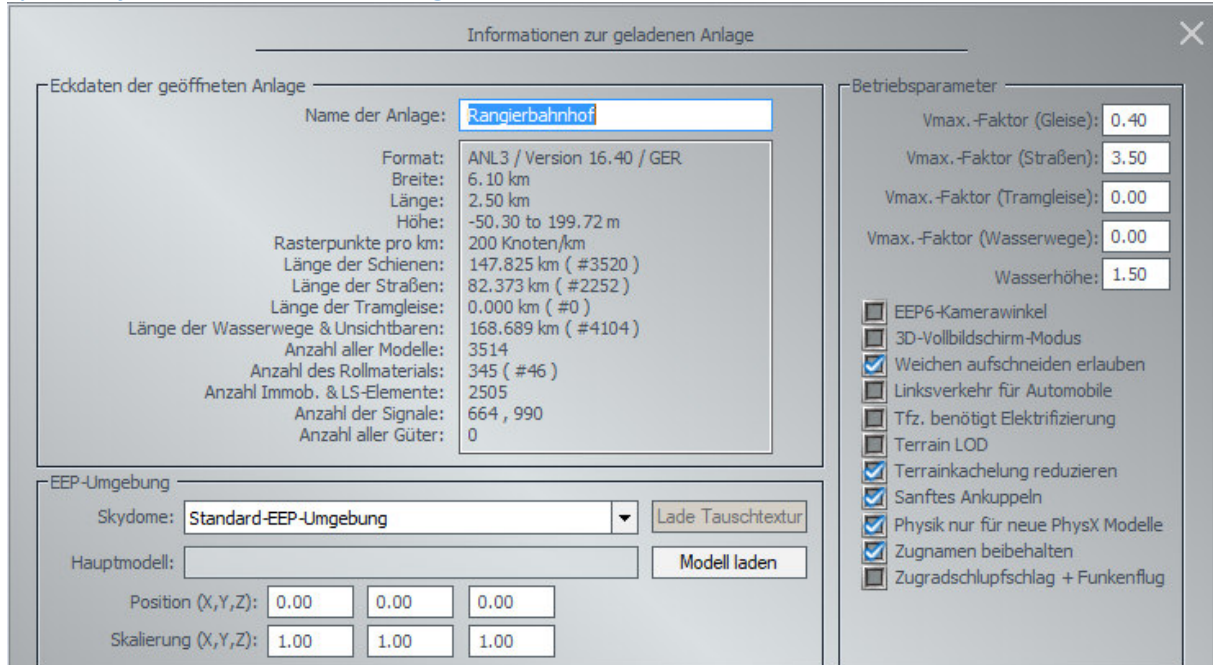 Informationen zur geladenen Anlage
Eckdaten der geöffneten Anlage
Name der Anlage: Rangierbahnhof
Format: ANL3 / Version 16.40 / GER
Breite: 6.10 km
Länge: 2.50 km
Höhe: -50.30 to 199.72 m
Rasterpunkte pro km: 200 Knoten/km
Länge der Schienen: 147.825 km ( #3520 )
Länge der Straßen: 82.373 km ( #2252 )
Länge der Tramgleise: 0.000 km ( #0 )
Länge der Wasserwege & Unsichtbaren: 168.689 km ( #4104 )
Anzahl aller Modelle: 3514
Anzahl des Rollmaterials: 345 ( #46 )
Anzahl Immob. & LS-Elemente: 2505
Anzahl der Signale: 664 , 990
Anzahl aller Güter: 0
EEP-Umgebung
Skydome: Standard-EEP-Umgebung Lade Tauschtextur
Hauptmodell: Modell laden
Position (X,Y,Z): 0.00 0.00 0.00
Skalierung (X,Y,Z): 1.00 1.00 1.00
Betriebsparameter
Vmax.-Faktor (Gleise): 0.40
Vmax.-Faktor (Straßen): 3.50
Vmax.-Faktor (Tramgleise): 0.00
Vmax.-Faktor (Wasserwege): 0.00
Wasserhöhe: 1.50
EEP6-Kamerawinkel
3D-Vollbildschirm-Modus
Weichen aufschneiden erlauben
Linksverkehr für Automobile
Tfz. benötigt Elektrifizierung
Terrain LOD
Terrainkachelung reduzieren
Sanftes Ankuppeln
Physik nur für neue PhysX Modelle
Zugnamen beibehalten
Zugradschlupfschlag + Funkenflug